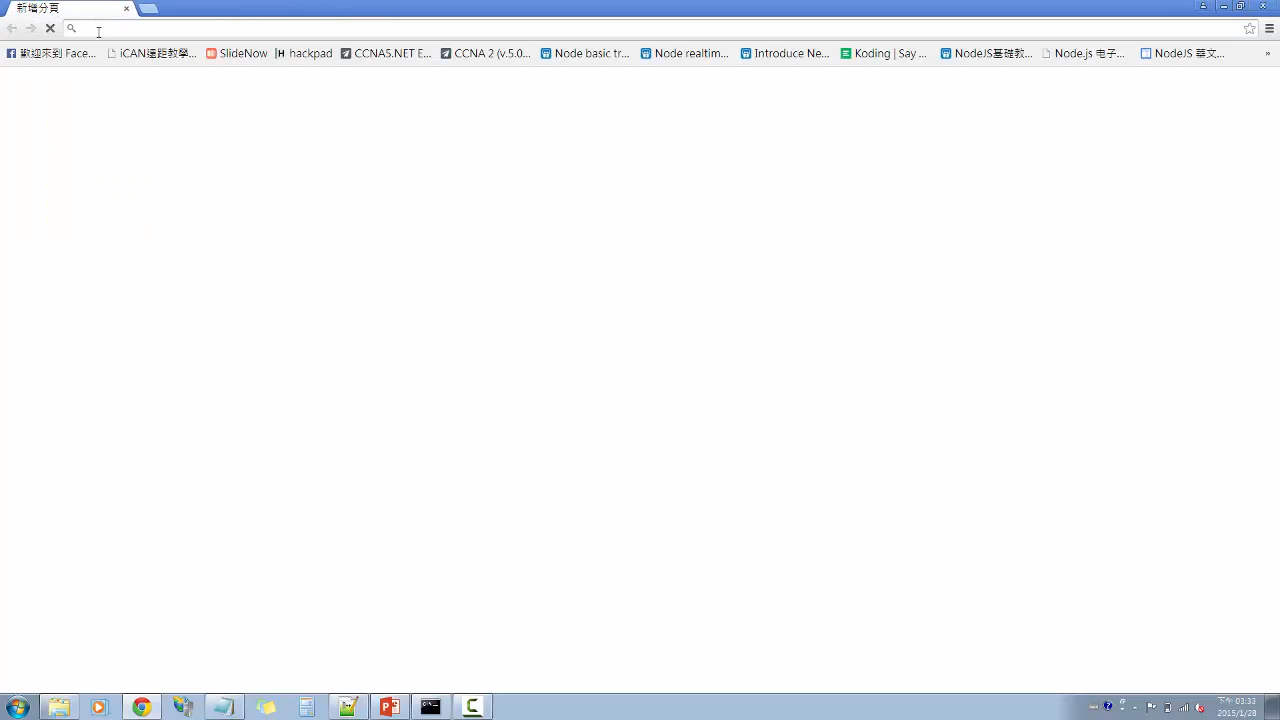 新增分頁
歡迎來到 Face...
iCAN遠距教學...
SlideNow
hackpad
CCNA5.NET E...
CCNA 2 (v.5.0...
Node basic tr...
Node realtim...
Introduce Ne...
Koding | Say ...
NodeJS基礎教...
Node.js 电子...
NodeJS 華文...
»
下午 03:33
2015/1/28